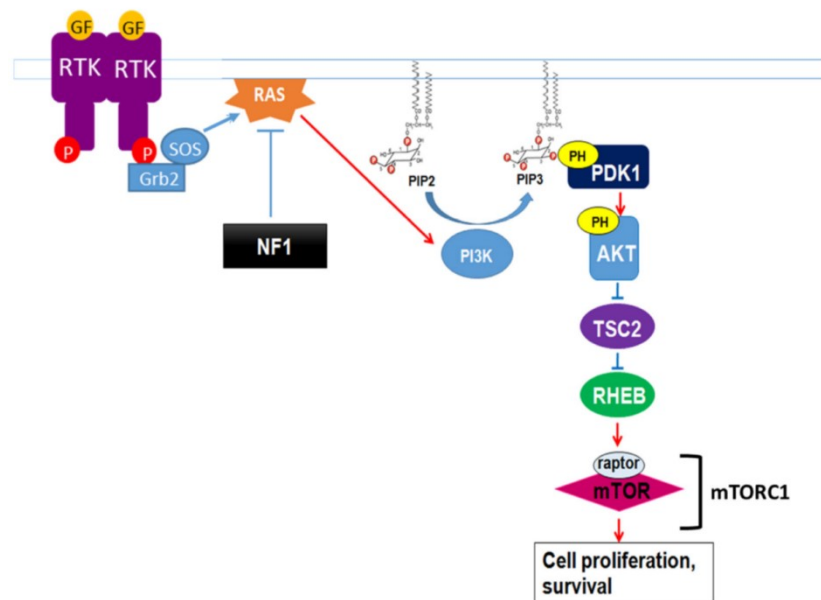 GF
GF
RTK
RTK
P
P
SOS
Grb2
RAS
NF1
PIP2
PI3K
PIP3
PH
PDK1
PH
AKT
TSC2
RHEB
raptor
mTOR
mTORC1
Cell proliferation,
survival